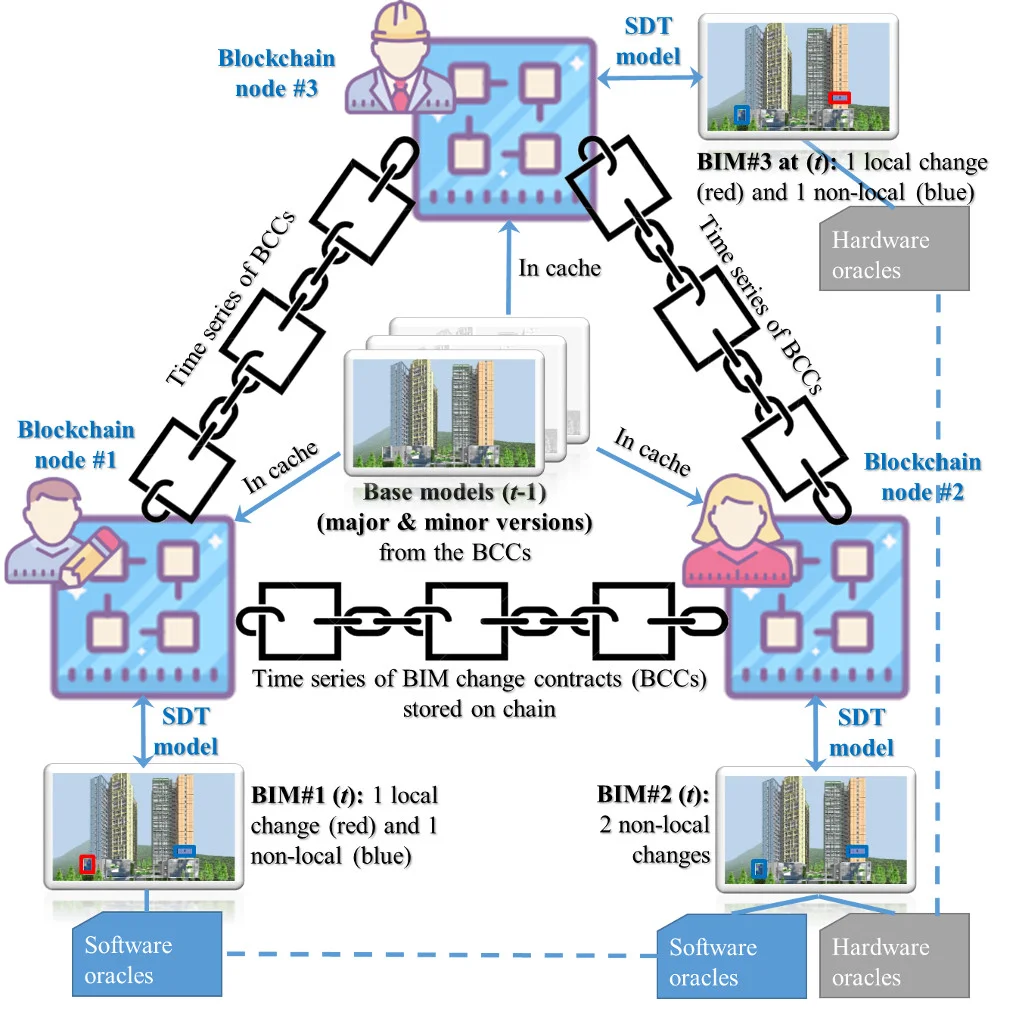 Blockchain
node #3
SDT
model
BIM#3 at (t): 1 local change
(red) and 1 non-local (blue)
Hardware
oracles
Time series of BCCs
In cache
Time series of BCCs
Blockchain
node #1
In cache
In cache
Blockchain
node #2
Base models (t-1)
(major & minor versions)
from the BCCs
Time series of BIM change contracts (BCCs)
stored on chain
SDT
model
BIM#1 (t): 1 local
change (red) and 1
non-local (blue)
SDT
model
BIM#2 (t):
2 non-local
changes
Software
oracles
Software
oracles
Hardware
oracles